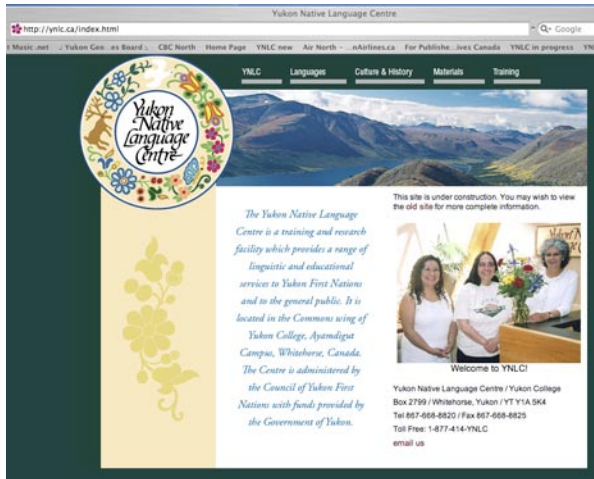 Yukon Native Language Centre
http://ynlc.ca/index.html
Google
Music .net Yukon Geo...es Board CBC North Home Page YNLC new Air North - ...nAirlines.ca For Publishe...ives Canada YNLC in progress
YNLC Languages Culture & History Materials Training
Yukon
Native
Language
Centre
The Yukon Native Language
Centre is a training and research
facility which provides a range of
linguistic and educational
services to Yukon First Nations
and to the general public. It is
located in the Commons wing of
Yukon College, Ayamdigut
Campus, Whitehorse, Canada.
The Centre is administered by
the Council of Yukon First
Nations with funds provided by
the Government of Yukon.
This site is under construction. You may wish to view
the old site for more complete information.
Welcome to YNLC!
Yukon Native Language Centre / Yukon College
Box 2799 / Whitehorse, Yukon / YT Y1A 5K4
Tel 867-668-8820 / Fax 867-668-8825
Toll Free: 1-877-414-YNLC
email us